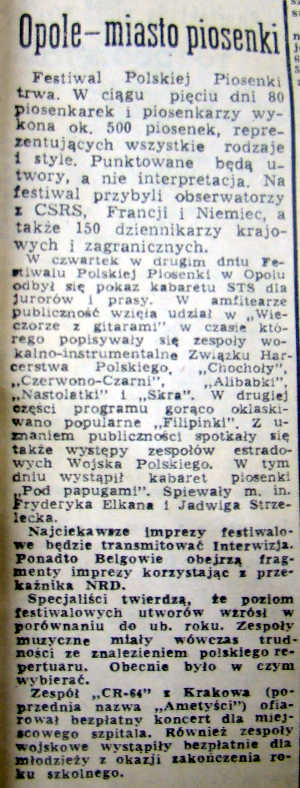 Opole – miasto piosenki
Festiwal Polskiej Piosenki
trwa. W ciągu pięciu dni 80
piosenkarek i piosenkarzy wy-
kona ok. 500 piosenek, repre-
zentujących wszystkie rodzaje
i style. Punktowane będą u-
twory, a nie interpretacja. Na
festiwal przybyli obserwatorzy
z CSRS, Francji i Niemiec, a
także 150 dziennikarzy krajo-
wych i zagranicznych.
W czwartek w drugim dniu Fe-
stiwalu Polskiej Piosenki w Opolu
odbył się pokaz kabaretu STS dla
jurorów i prasy. W amfitearze
publiczność wzięła udział w „Wie-
czorze z gitarami”, w czasie któ-
rego popisywały się zespoły wo-
kalno-instrumentalne Związku Har-
cerstwa Polskiego, „Chochoły”,
„Czerwono-Czarni”, „Alibabki”,
„Nastolatki” i „Skra”. W drugiej
części programu gorąco oklaski-
wano popularne „Filipinki”. Z u-
znaniem publiczności spotkały się
także występy zespołów estrado-
wych Wojska Polskiego. W tym
dniu wystąpił kabaret piosenki
„Pod papugami”. Śpiewały m. in.
Fryderyka Elkana i Jadwiga Strze-
lecka.
Najciekawsze imprezy festiwalo-
we będzie transmitować Interwizja.
Ponadto Belgowie obejrzą frag-
menty imprezy korzystając z prze-
kaźnika NRD.
Specjaliści twierdzą, że poziom
festiwalowych utworów wzrósł w
porównaniu do ub. roku. Zespoły
muzyczne miały wówczas trud-
ności ze znalezieniem polskiego re-
pertuaru. Obecnie było w czym
wybierać.
Zespół „CR-64” z Krakowa (po-
przednia nazwa „Ametyści”) ofia-
rował bezpłatny koncert dla miej-
scowego szpitala. Również zespoły
wojskowe wystąpiły bezpłatnie dla
młodzieży z okazji zakończenia ro-
ku szkolnego.